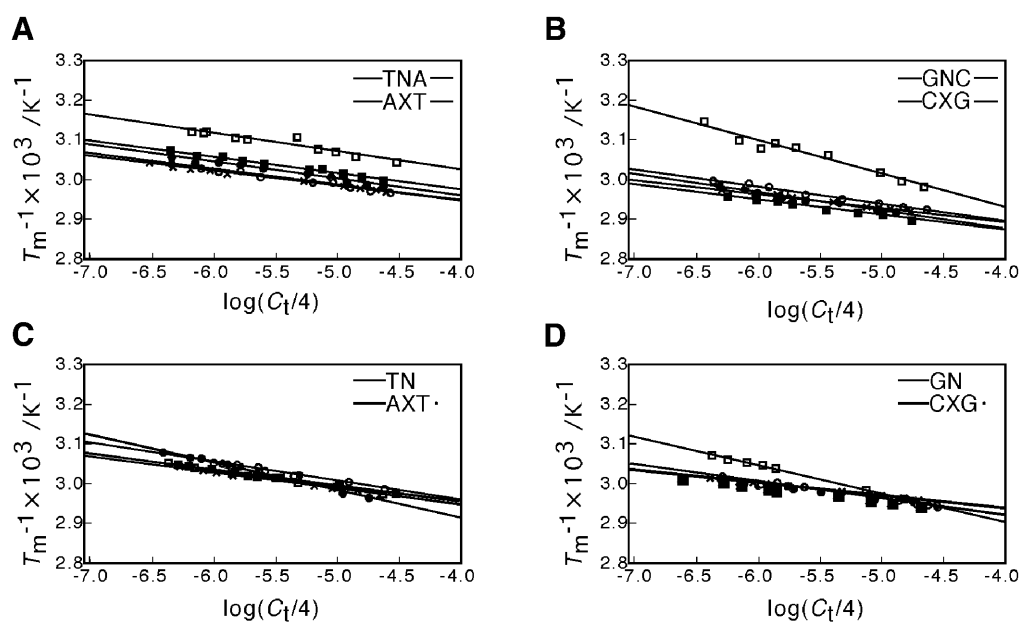 A
3.3
3.2
3.1
3.0
2.9
2.8
Tm⁻¹×10³ /K⁻¹
—TNA—
—AXT—
-7.0 -6.5 -6.0 -5.5 -5.0 -4.5 -4.0
log(Ct/4)
B
3.3
3.2
3.1
3.0
2.9
2.8
Tm⁻¹×10³ /K⁻¹
—GNC—
—CXG—
-7.0 -6.5 -6.0 -5.5 -5.0 -4.5 -4.0
log(Ct/4)
C
3.3
3.2
3.1
3.0
2.9
2.8
Tm⁻¹×10³ /K⁻¹
—TN
—AXT·
-7.0 -6.5 -6.0 -5.5 -5.0 -4.5 -4.0
log(Ct/4)
D
3.3
3.2
3.1
3.0
2.9
2.8
Tm⁻¹×10³ /K⁻¹
—GN
—CXG·
-7.0 -6.5 -6.0 -5.5 -5.0 -4.5 -4.0
log(Ct/4)